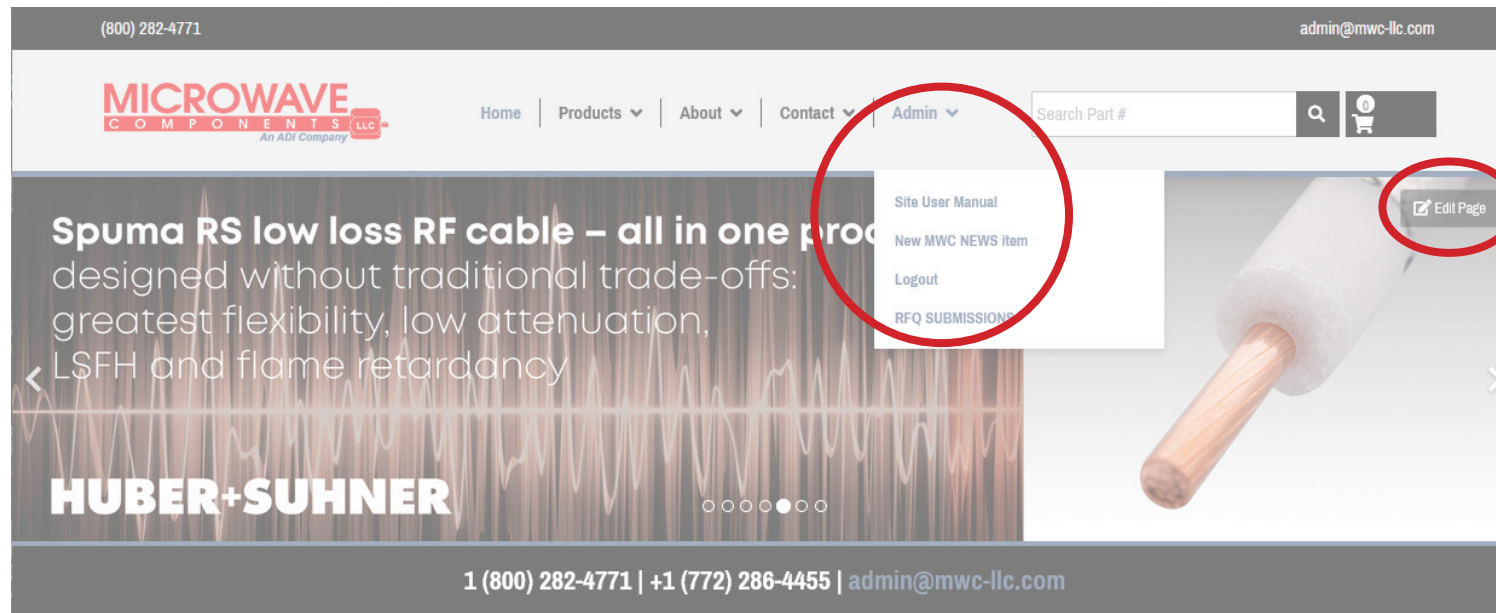 (800) 282-4771
admin@mwc-llc.com
MICROWAVE
COMPONENTS LLC
An ADI Company
Home Products About Contact Admin
Search Part #
0
Site User Manual
New MWC NEWS item
Logout
RFQ SUBMISSIONS
Edit Page
Spuma RS low loss RF cable – all in one
designed without traditional trade-offs:
greatest flexibility, low attenuation,
LSFH and flame retardancy
HUBER+SUHNER
1 (800) 282-4771 | +1 (772) 286-4455 | admin@mwc-llc.com